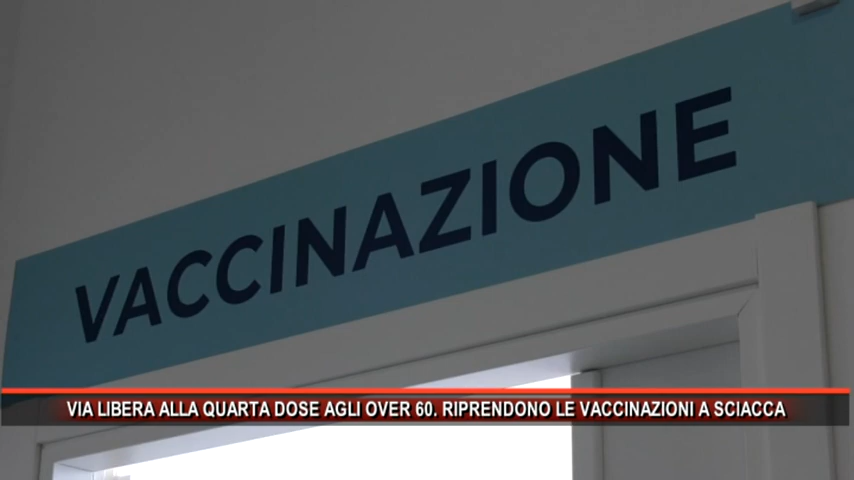 VACCINAZIONE
VIA LIBERA ALLA QUARTA DOSE AGLI OVER 60. RIPRENDONO LE VACCINAZIONI A SCIACCA